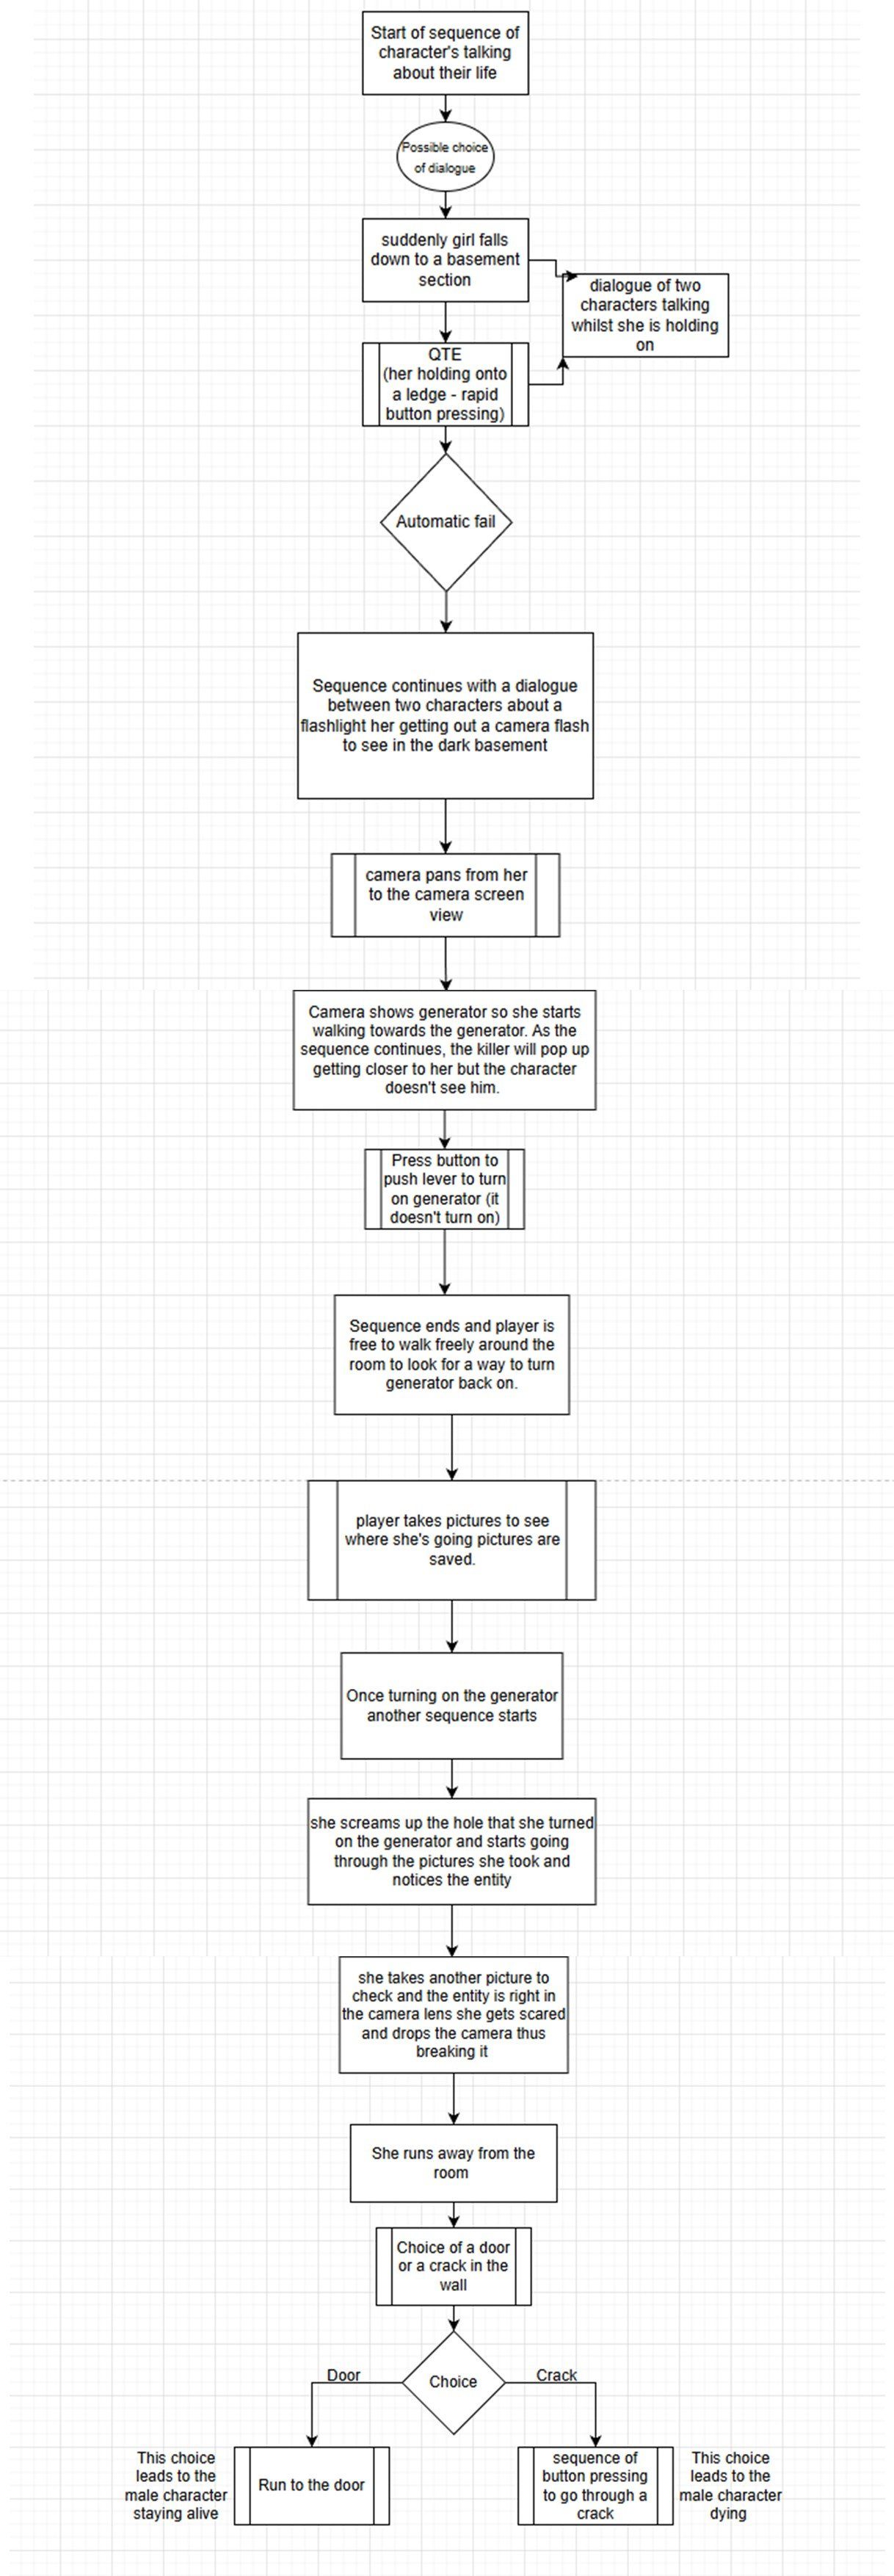 Start of sequence of
character's talking
about their life
Possible choice
of dialogue
suddenly girl falls
down to a basement
section
dialogue of two
characters talking
whilst she is holding
on
QTE
(her holding onto
a ledge - rapid
button pressing)
Automatic fail
Sequence continues with a dialogue
between two characters about a
flashlight her getting out a camera flash
to see in the dark basement
camera pans from her
to the camera screen
view
Camera shows generator so she starts
walking towards the generator. As the
sequence continues, the killer will pop up
getting closer to her but the character
doesn't see him.
Press button to
push lever to turn
on generator (it
doesn't turn on)
Sequence ends and player is
free to walk freely around the
room to look for a way to turn
generator back on.
player takes pictures to see
where she's going pictures are
saved.
Once turning on the generator
another sequence starts
she screams up the hole that she turned
on the generator and starts going
through the pictures she took and
notices the entity
she takes another picture to
check and the entity is right in
the camera lens she gets scared
and drops the camera thus
breaking it
She runs away from the
room
Choice of a door
or a crack in the
wall
Choice
Door
Crack
This choice
leads to the
male character
staying alive
Run to the door
sequence of
button pressing
to go through a
crack
This choice
leads to the
male character
dying